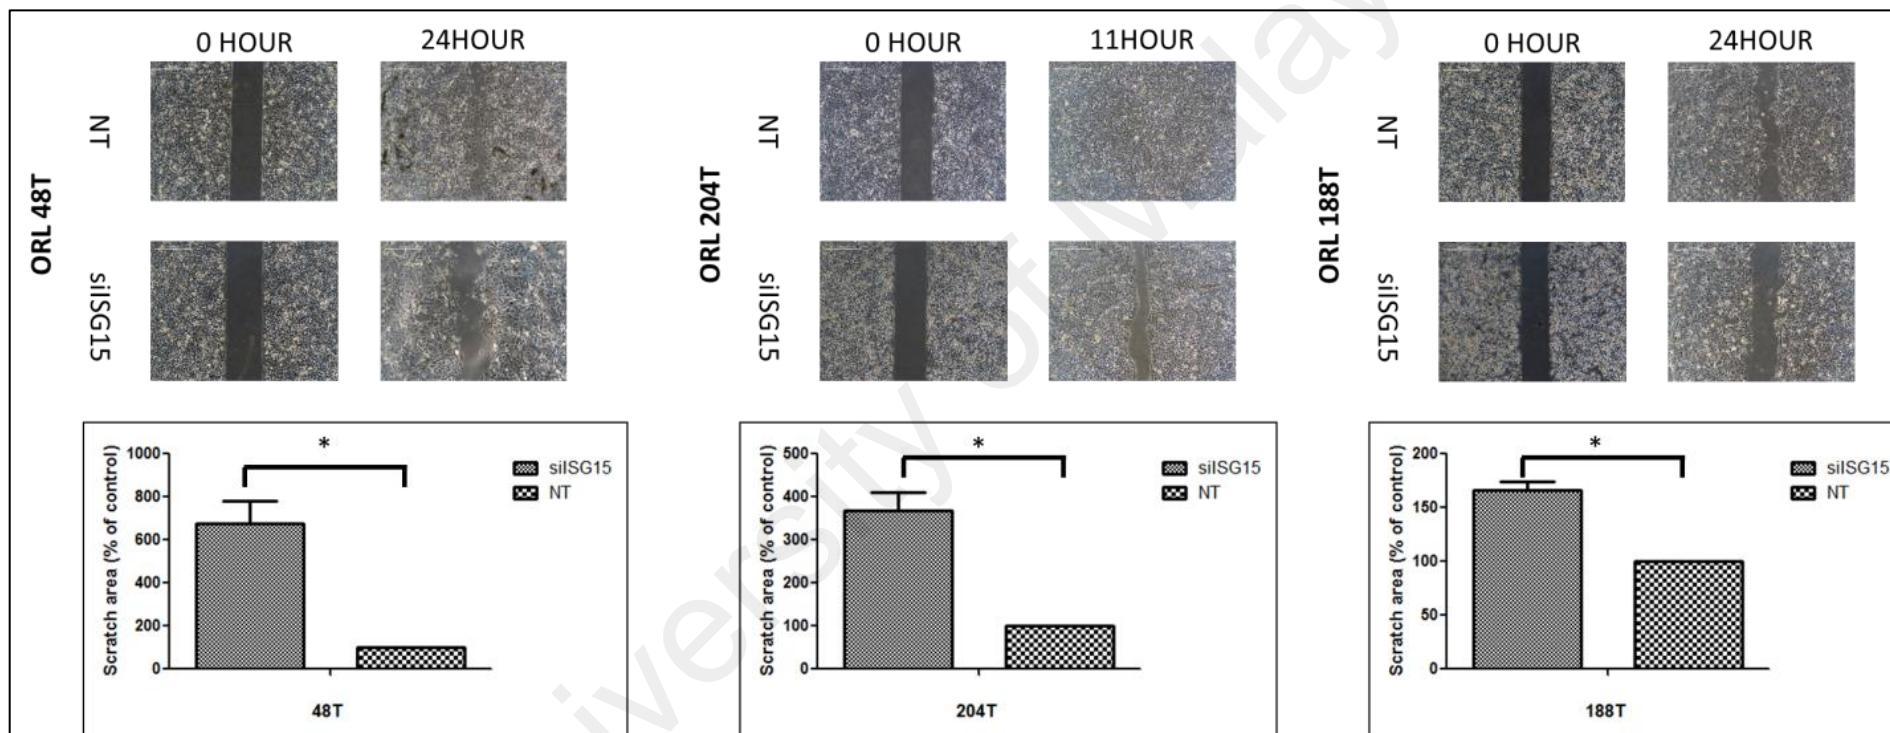 0 HOUR 24HOUR
ORL 48T
NT
siISG15
0 HOUR 11HOUR
ORL 204T
NT
siISG15
0 HOUR 24HOUR
ORL 188T
NT
siISG15
Scratch area (% of control)
1000
800
600
400
200
0
*
siISG15
NT
48T
Scratch area (% of control)
500
400
300
200
100
0
*
siISG15
NT
204T
Scratch area (% of control)
200
150
100
50
0
*
siISG15
NT
188T
iversity of Malay